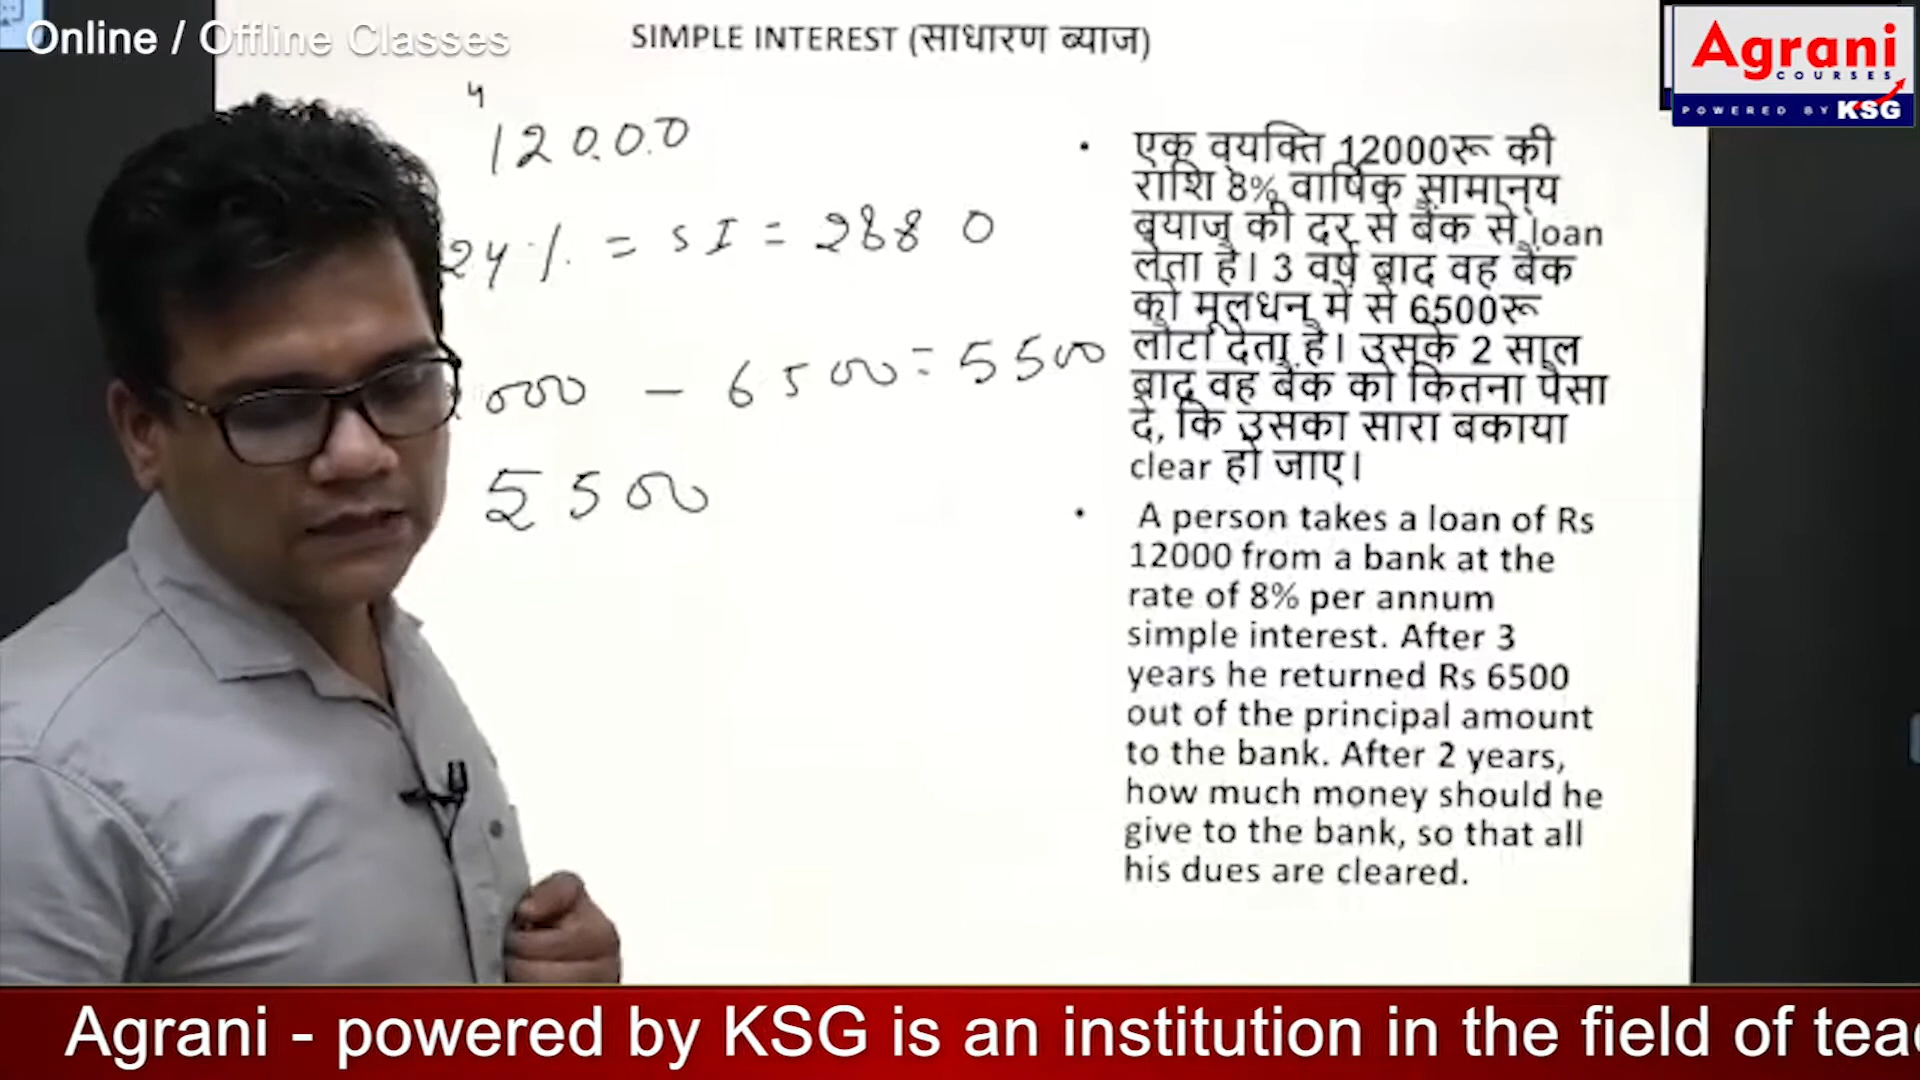 Online / Offline Classes
SIMPLE INTEREST (साधारण ब्याज)
Agrani
COURSES
POWERED BY KSG
4
12000
24% = SI = 2880
000 - 6500 = 5500
5500
• एक व्यक्ति 12000रू की
राशि 8% वार्षिक सामान्य
ब्याज की दर से बैंक से loan
लेता है। 3 वर्ष बाद वह बैंक
को मूलधन में से 6500रू
लौटा देता है। उसके 2 साल
बाद वह बैंक को कितना पैसा
दे, कि उसका सारा बकाया
clear हो जाए।
• A person takes a loan of Rs
12000 from a bank at the
rate of 8% per annum
simple interest. After 3
years he returned Rs 6500
out of the principal amount
to the bank. After 2 years,
how much money should he
give to the bank, so that all
his dues are cleared.
Agrani - powered by KSG is an institution in the field of tea